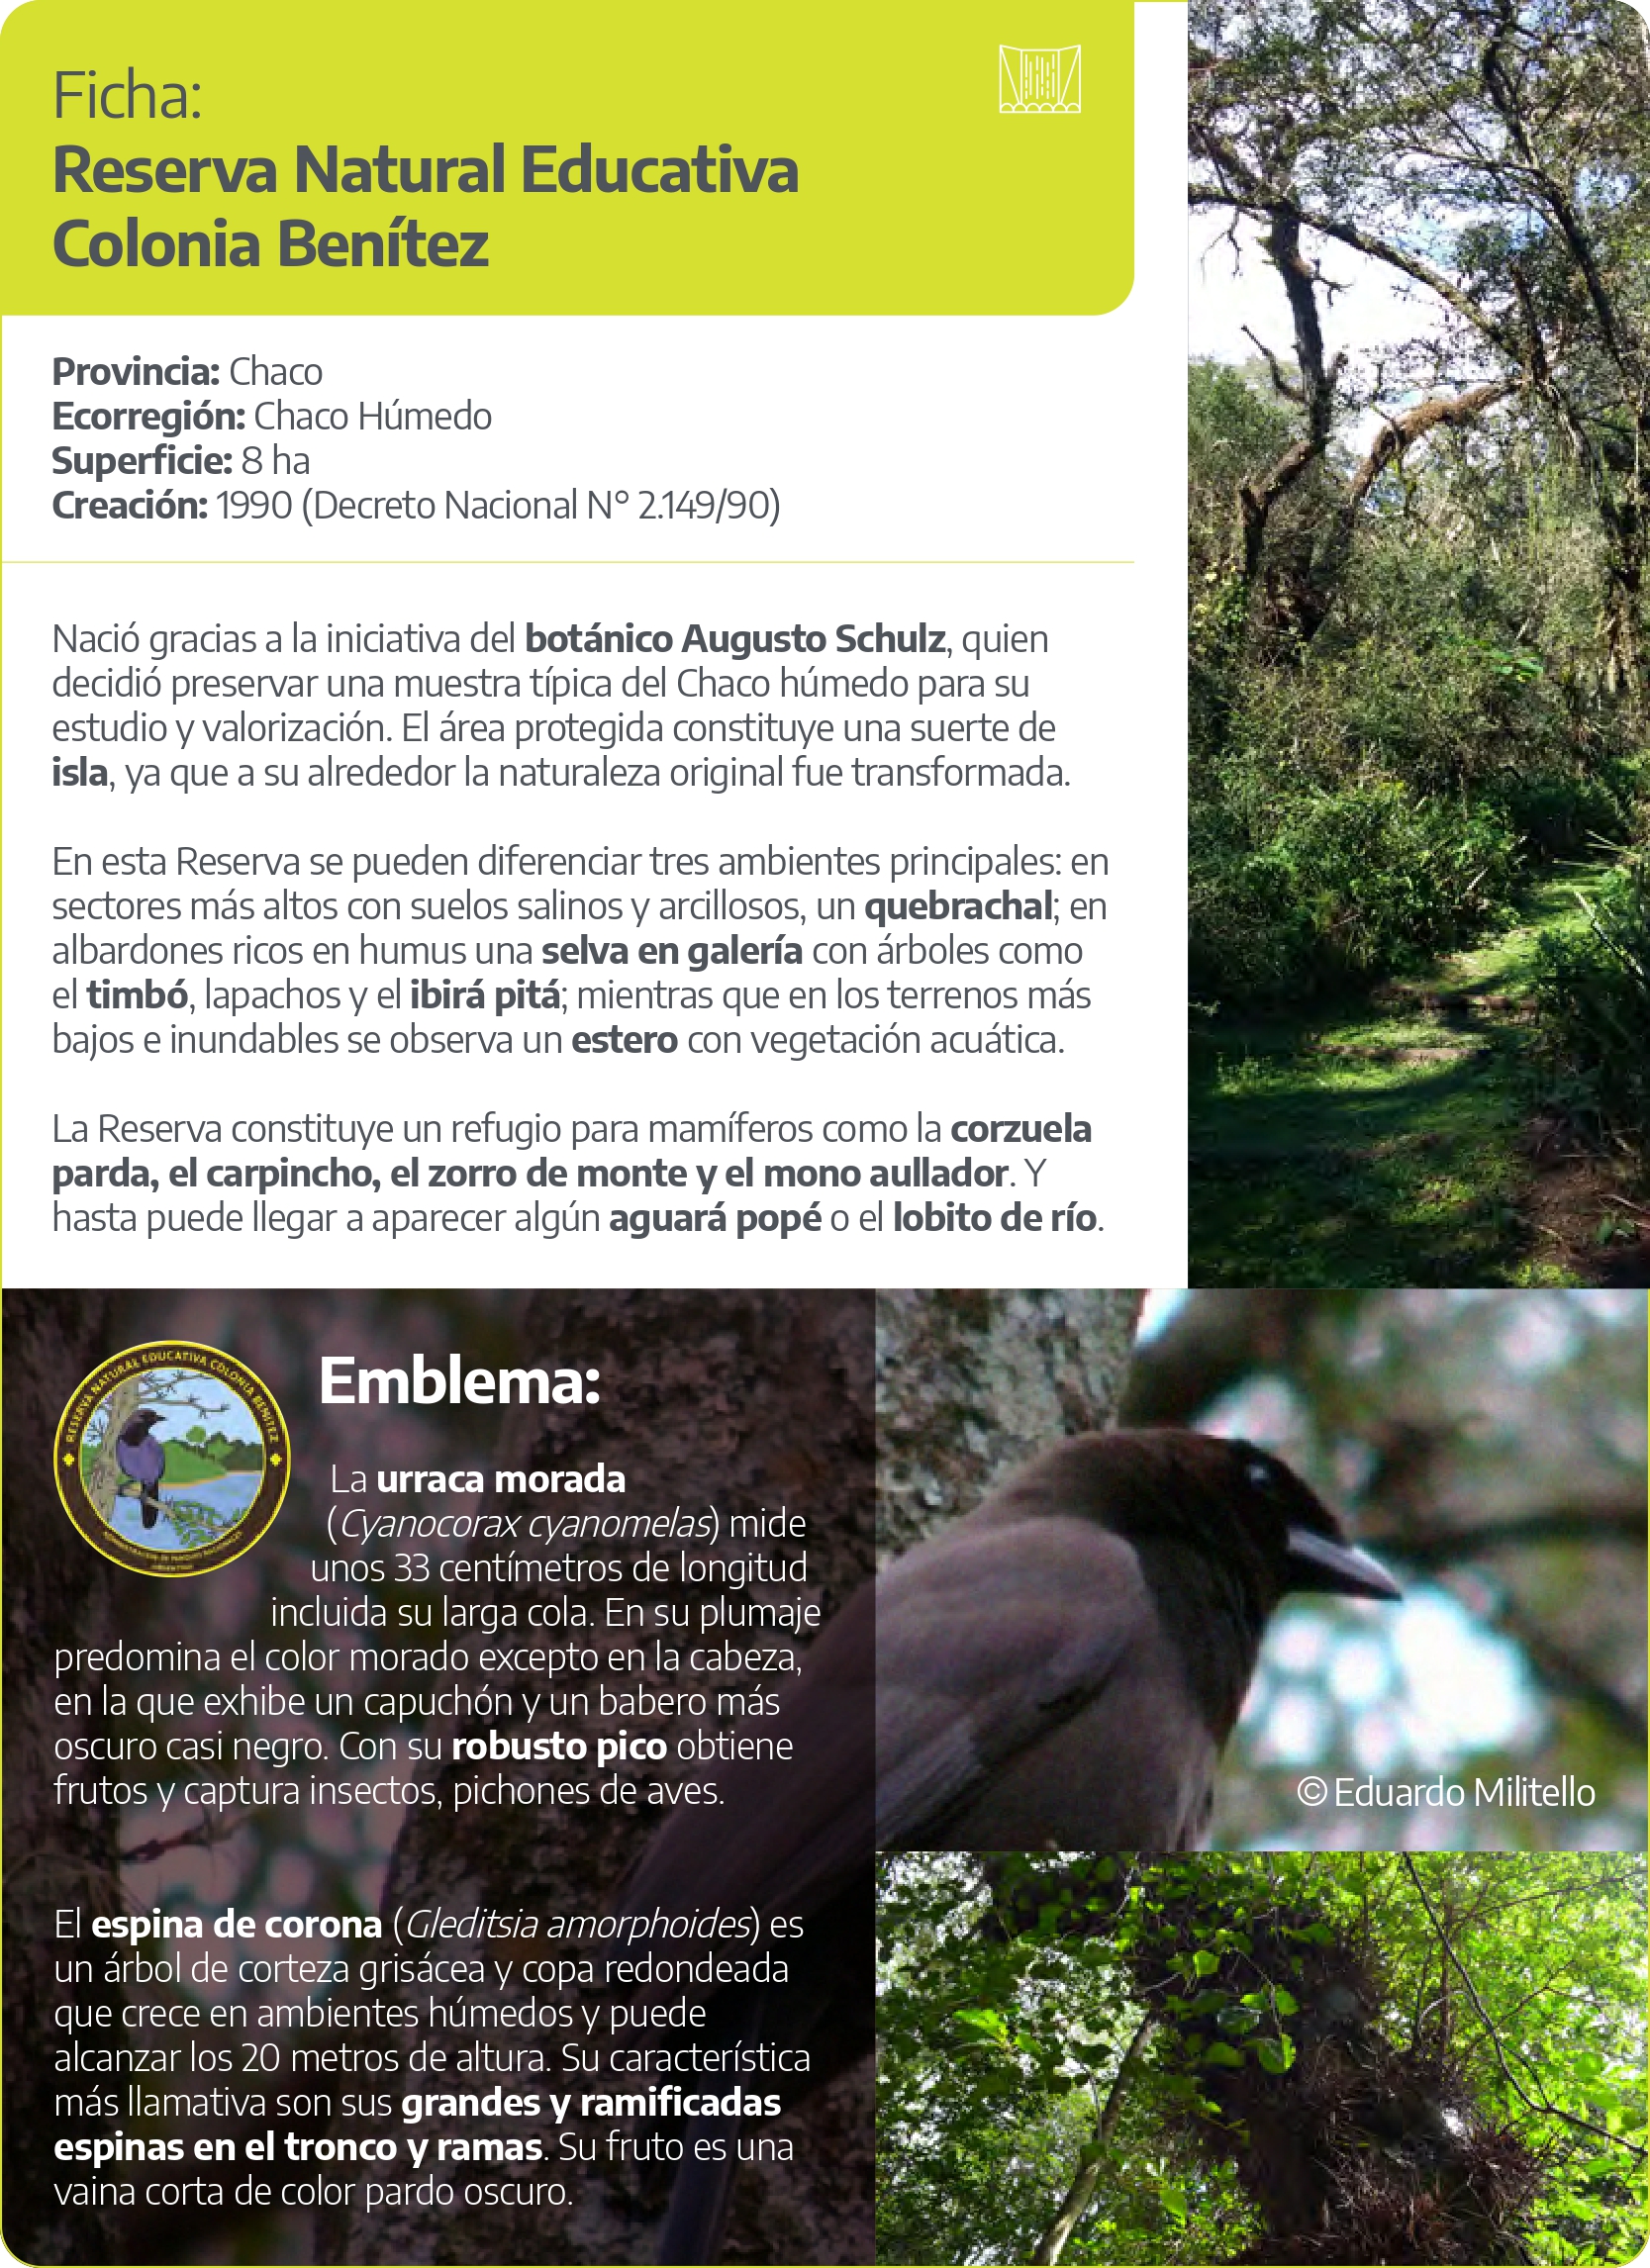 Ficha:
Reserva Natural Educativa
Colonia Benítez
Provincia: Chaco
Ecorregión: Chaco Húmedo
Superficie: 8 ha
Creación: 1990 (Decreto Nacional N° 2.149/90)
Nació gracias a la iniciativa del botánico Augusto Schulz, quien
decidió preservar una muestra típica del Chaco húmedo para su
estudio y valorización. El área protegida constituye una suerte de
isla, ya que a su alrededor la naturaleza original fue transformada.
En esta Reserva se pueden diferenciar tres ambientes principales: en
sectores más altos con suelos salinos y arcillosos, un quebrachal; en
albardones ricos en humus una selva en galería con árboles como
el timbó, lapachos y el ibirá pitá; mientras que en los terrenos más
bajos e inundables se observa un estero con vegetación acuática.
La Reserva constituye un refugio para mamíferos como la corzuela
parda, el carpincho, el zorro de monte y el mono aullador. Y
hasta puede llegar a aparecer algún aguará popé o el lobito de río.
RESERVA NATURAL EDUCATIVA COLONIA BENITEZ
ADMINISTRACION DE PARQUES NACIONALES
ARGENTINA
Emblema:
La urraca morada
(Cyanocorax cyanomelas) mide
unos 33 centímetros de longitud
incluida su larga cola. En su plumaje
predomina el color morado excepto en la cabeza,
en la que exhibe un capuchón y un babero más
oscuro casi negro. Con su robusto pico obtiene
frutos y captura insectos, pichones de aves.
© Eduardo Militello
El espina de corona (Gleditsia amorphoides) es
un árbol de corteza grisácea y copa redondeada
que crece en ambientes húmedos y puede
alcanzar los 20 metros de altura. Su característica
más llamativa son sus grandes y ramificadas
espinas en el tronco y ramas. Su fruto es una
vaina corta de color pardo oscuro.